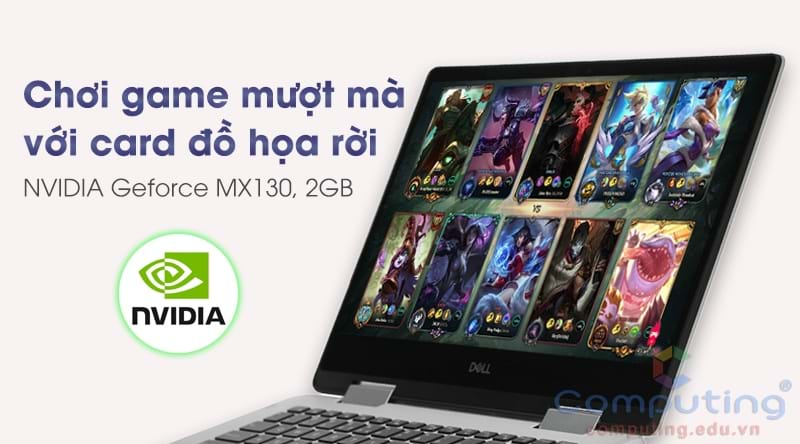 Chơi game mượt mà
với card đồ họa rời
NVIDIA Geforce MX130, 2GB
NVIDIA
VS
DELL
Computing®
computing.edu.vn